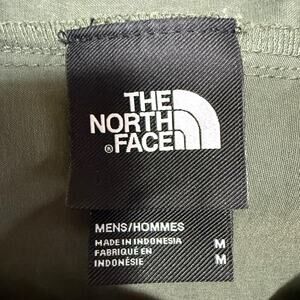 THE
NORTH
® FACE
MENS/HOMMES
MADE IN INDONESIA M
FABRIQUÉ EN
INDONÉSIE M